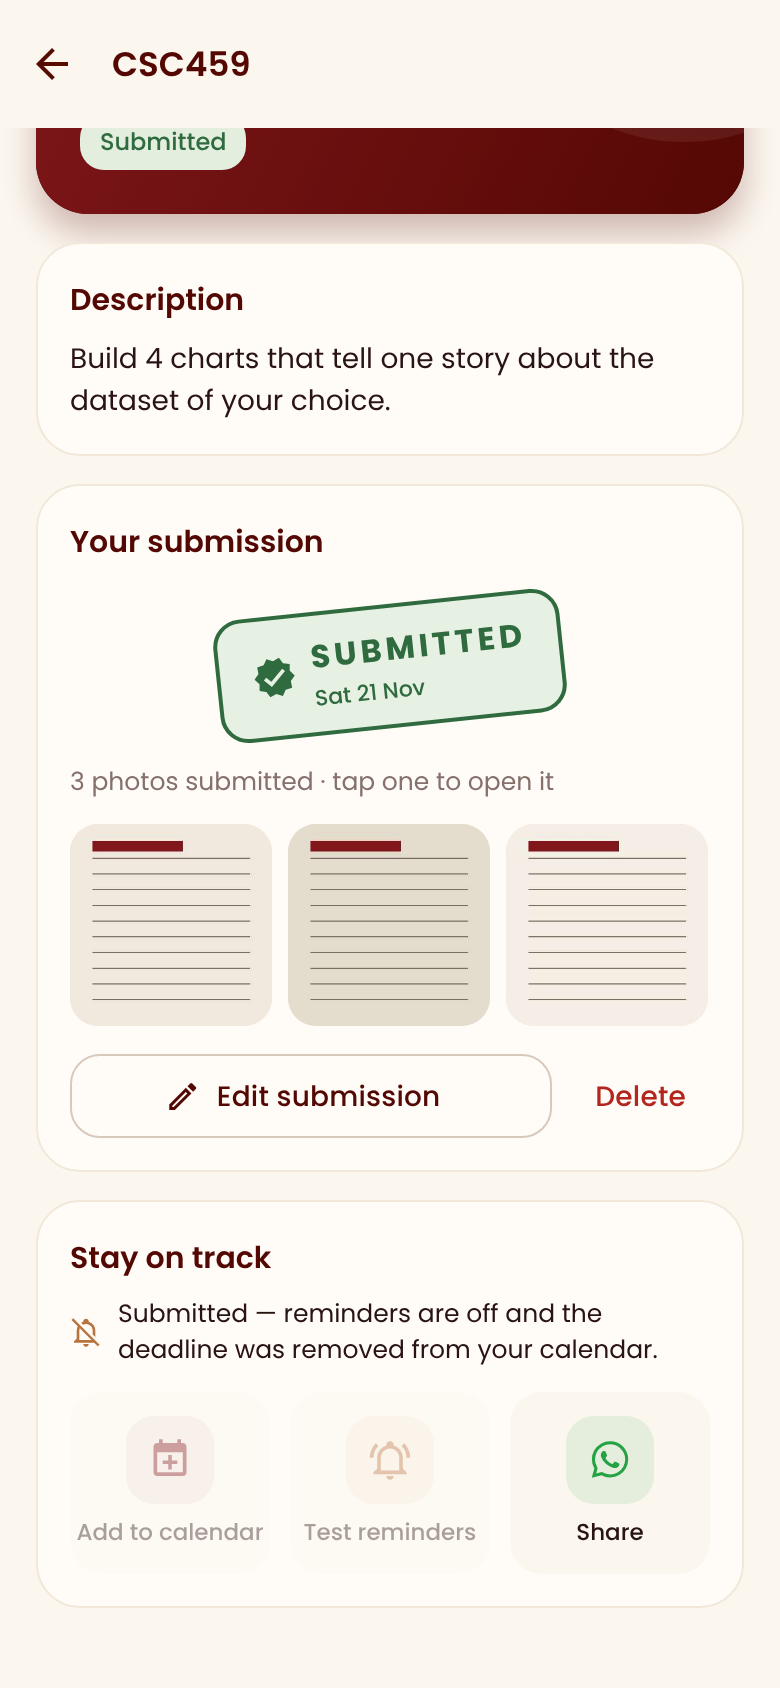 CSC459
Submitted
Description
Build 4 charts that tell one story about the
dataset of your choice.
Your submission
SUBMITTED
Sat 21 Nov
3 photos submitted · tap one to open it
Edit submission
Delete
Stay on track
Submitted — reminders are off and the
deadline was removed from your calendar.
Add to calendar
Test reminders
Share